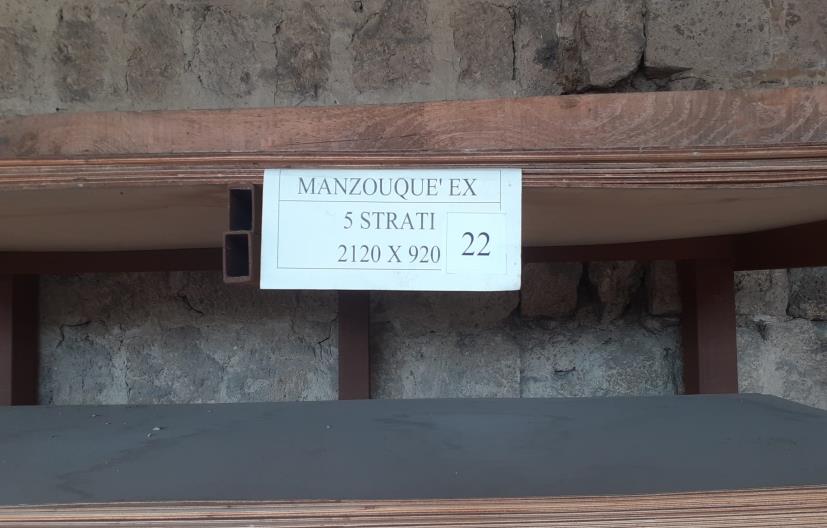 MANZOUQUE' EX
5 STRATI
2120 X 920
22